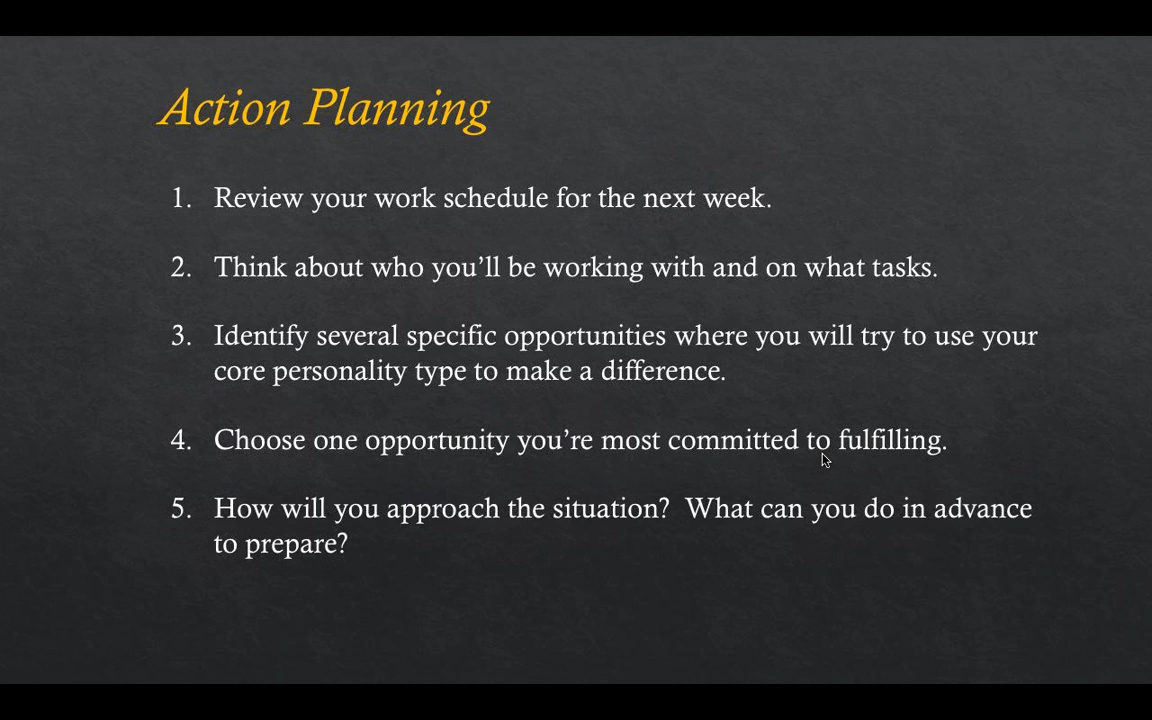 Action Planning
1. Review your work schedule for the next week.
2. Think about who you’ll be working with and on what tasks.
3. Identify several specific opportunities where you will try to use your
core personality type to make a difference.
4. Choose one opportunity you’re most committed to fulfilling.
5. How will you approach the situation?  What can you do in advance
to prepare?